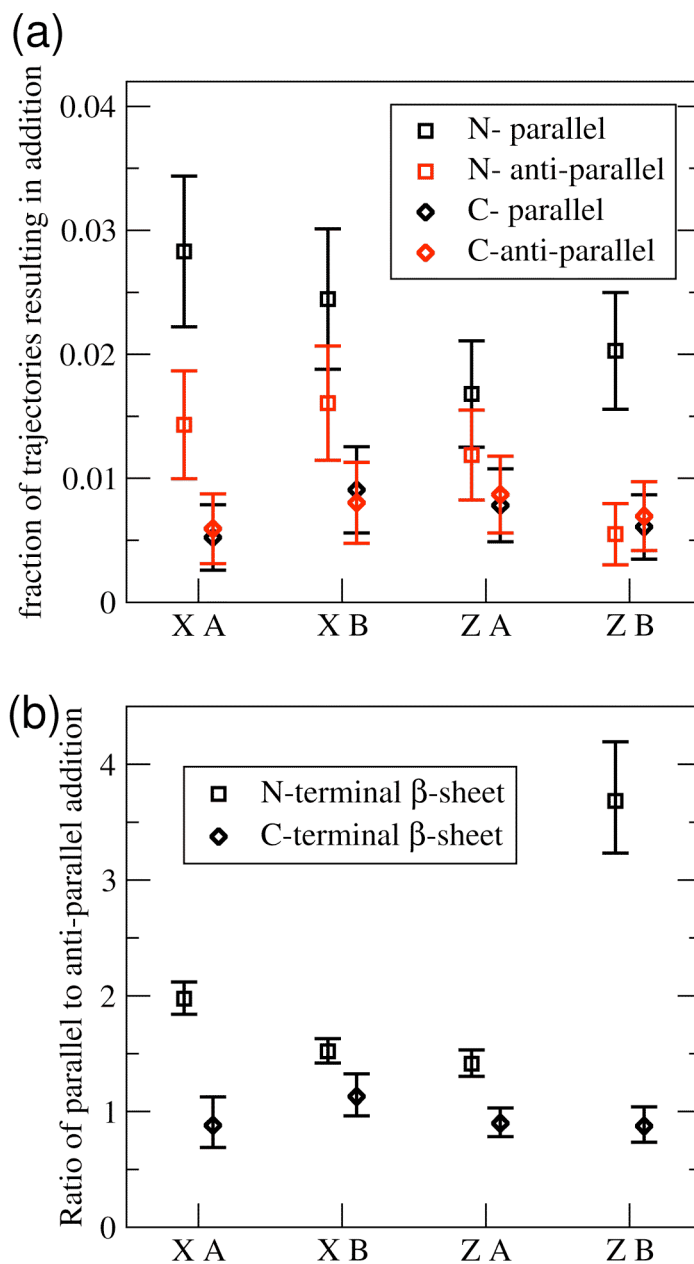 (a)
fraction of trajectories resulting in addition
0.04
0.03
0.02
0.01
0
N- parallel
N- anti-parallel
C- parallel
C-anti-parallel
X A
X B
Z A
Z B
(b)
Ratio of parallel to anti-parallel addition
4
3
2
1
0
N-terminal β-sheet
C-terminal β-sheet
X A
X B
Z A
Z B